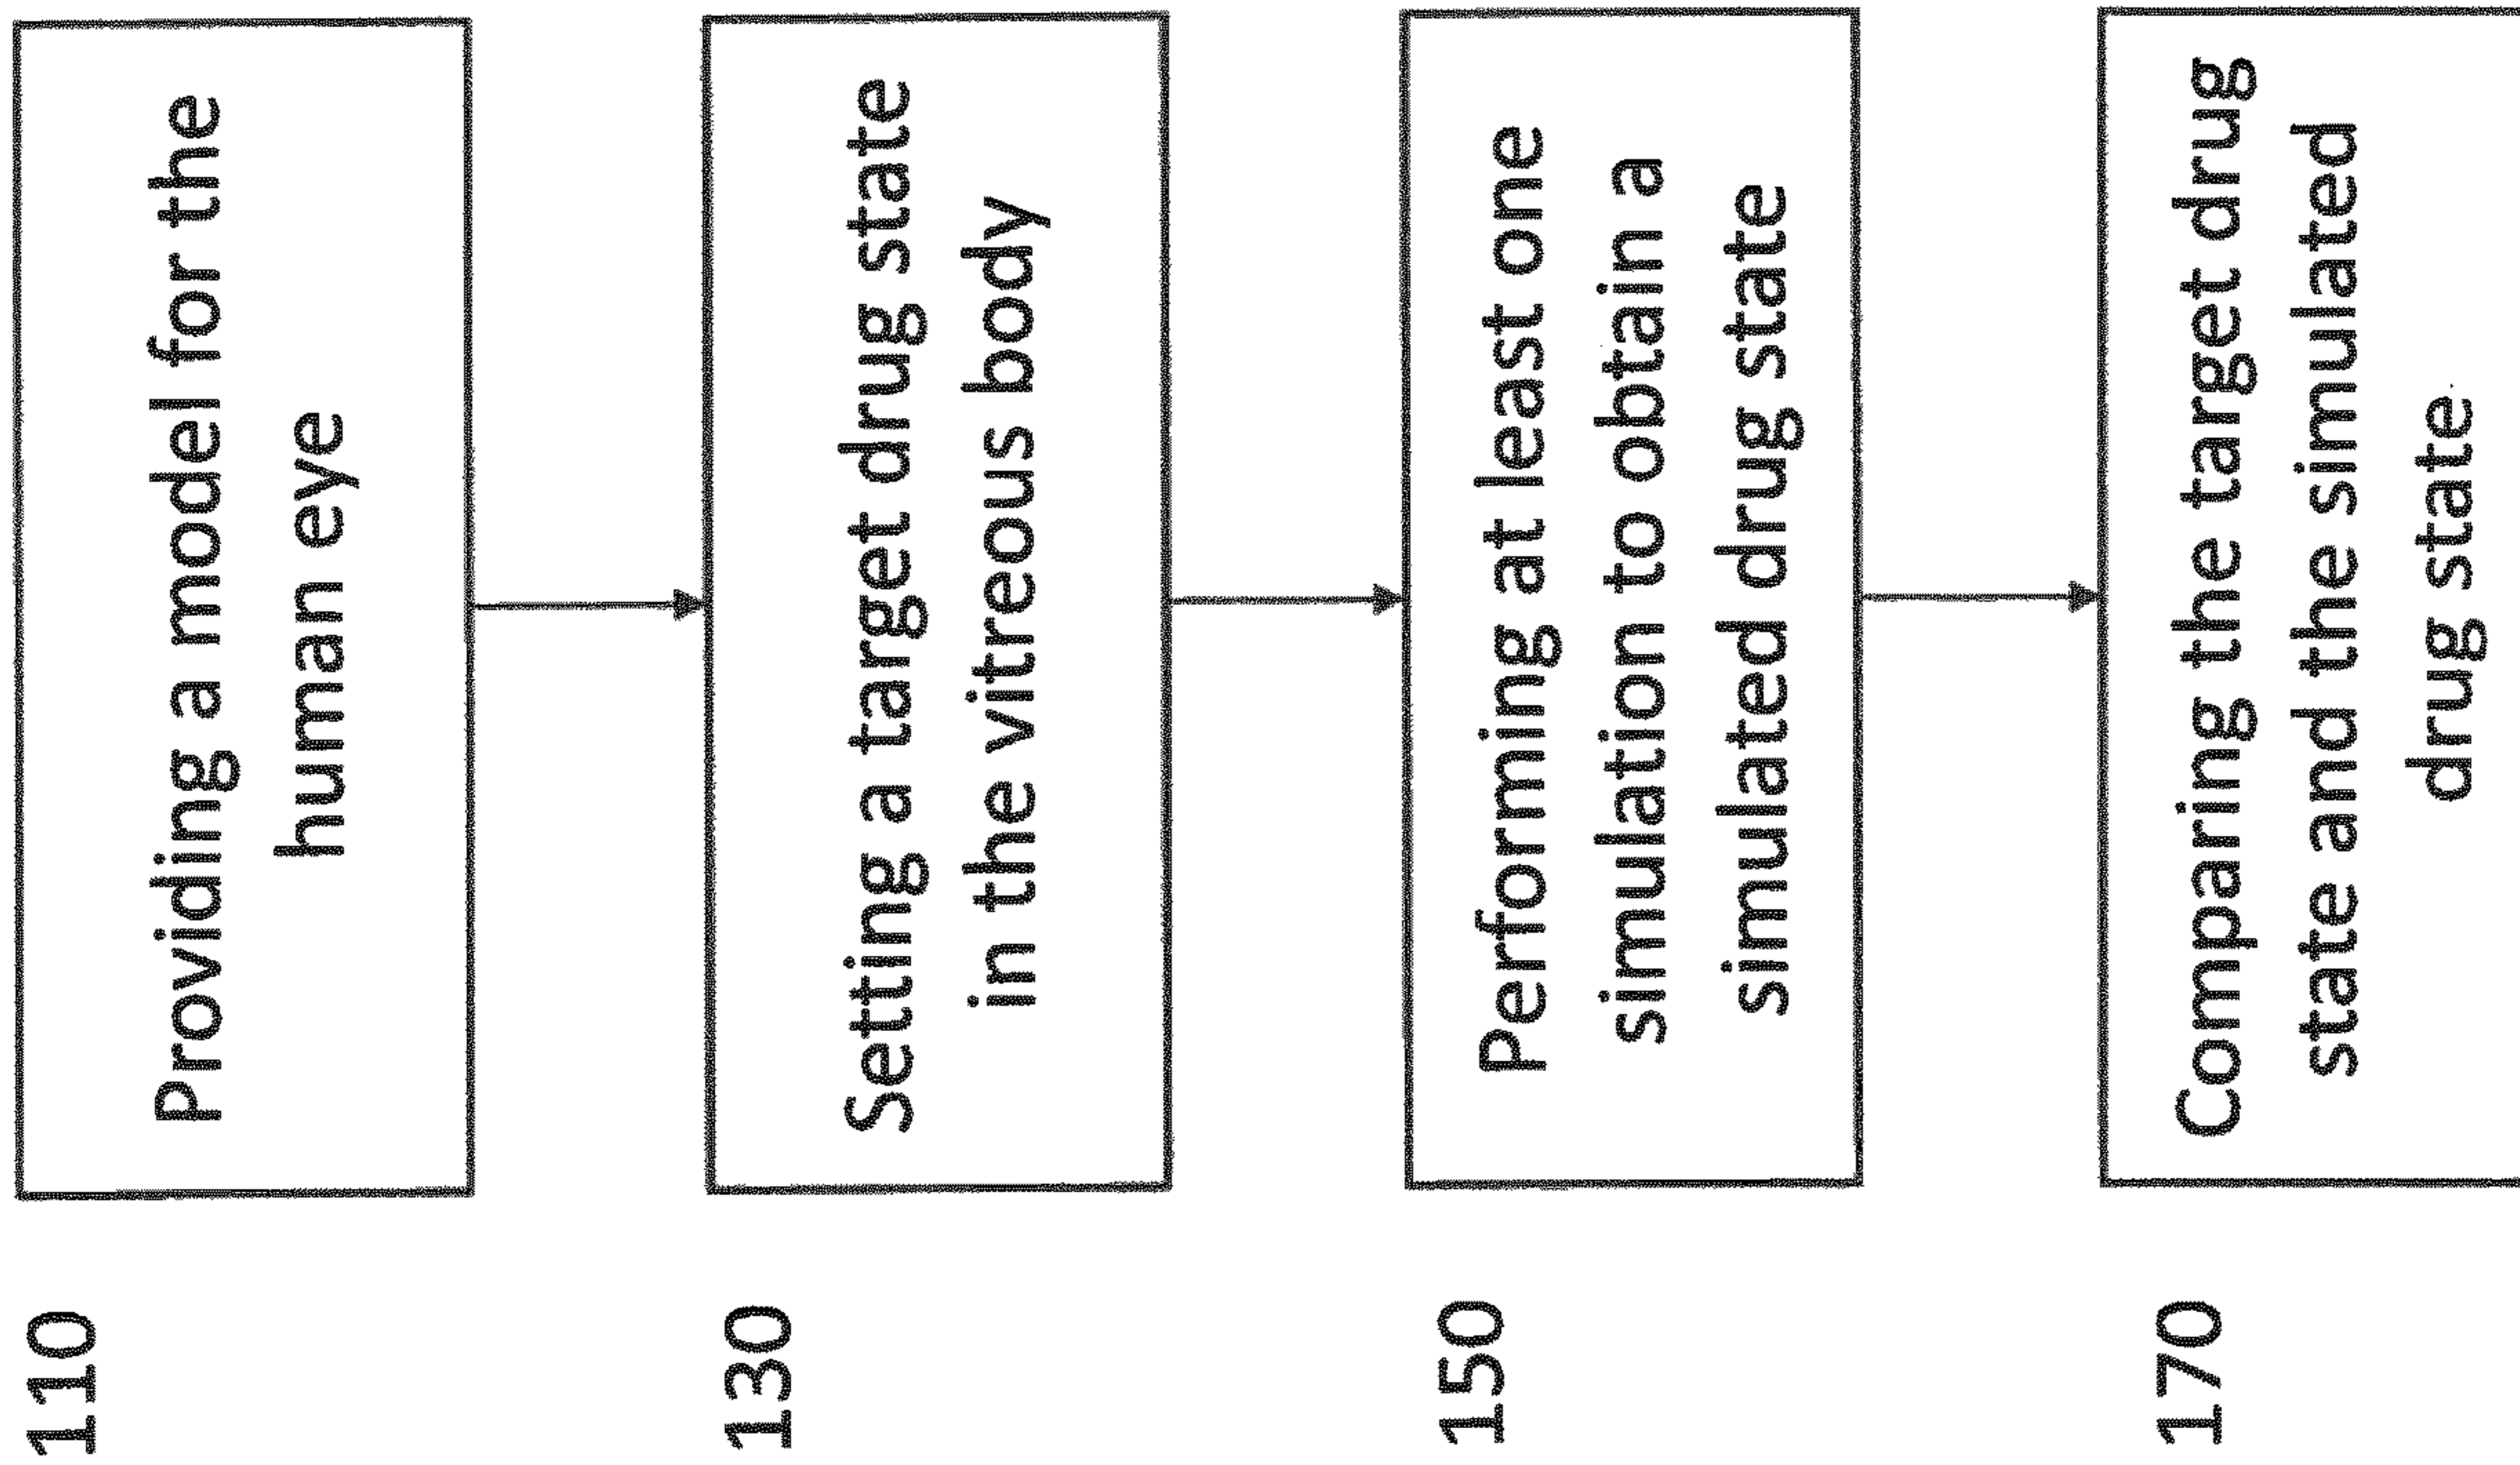 110
Providing a model for the
human eye
130
Setting a target drug state
in the vitreous body
150
Performing at least one
simulation to obtain a
simulated drug state
170
Comparing the target drug
state and the simulated
drug state